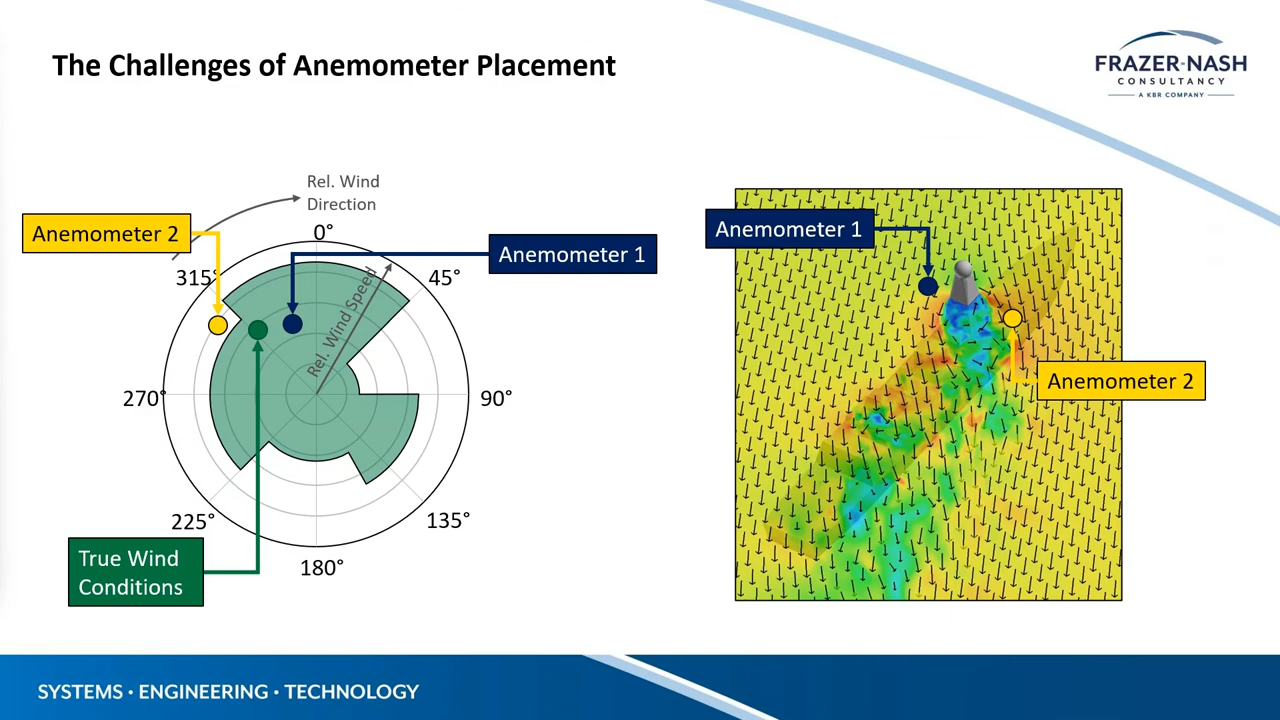 The Challenges of Anemometer Placement
FRAZER-NASH
CONSULTANCY
A KBR COMPANY
Rel. Wind
Direction
Anemometer 2
0°
Anemometer 1
315°
45°
Rel. Wind Speed
270°
90°
225°
135°
180°
True Wind
Conditions
Anemometer 1
Anemometer 2
SYSTEMS · ENGINEERING · TECHNOLOGY